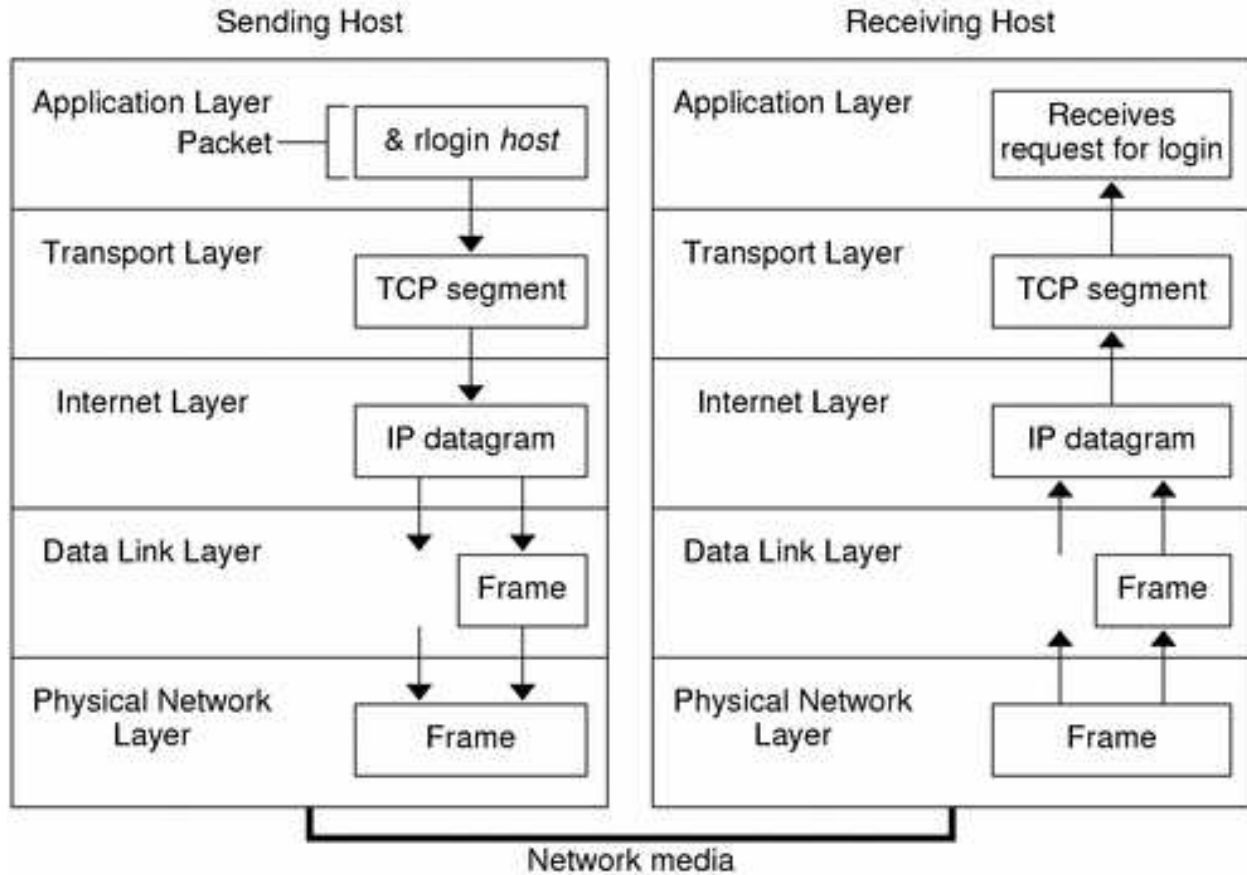 Sending Host
Receiving Host
Application Layer
Packet
& rlogin host
Transport Layer
TCP segment
Internet Layer
IP datagram
Data Link Layer
Frame
Physical Network
Layer
Frame
Application Layer
Receives
request for login
Transport Layer
TCP segment
Internet Layer
IP datagram
Data Link Layer
Frame
Physical Network
Layer
Frame
Network media